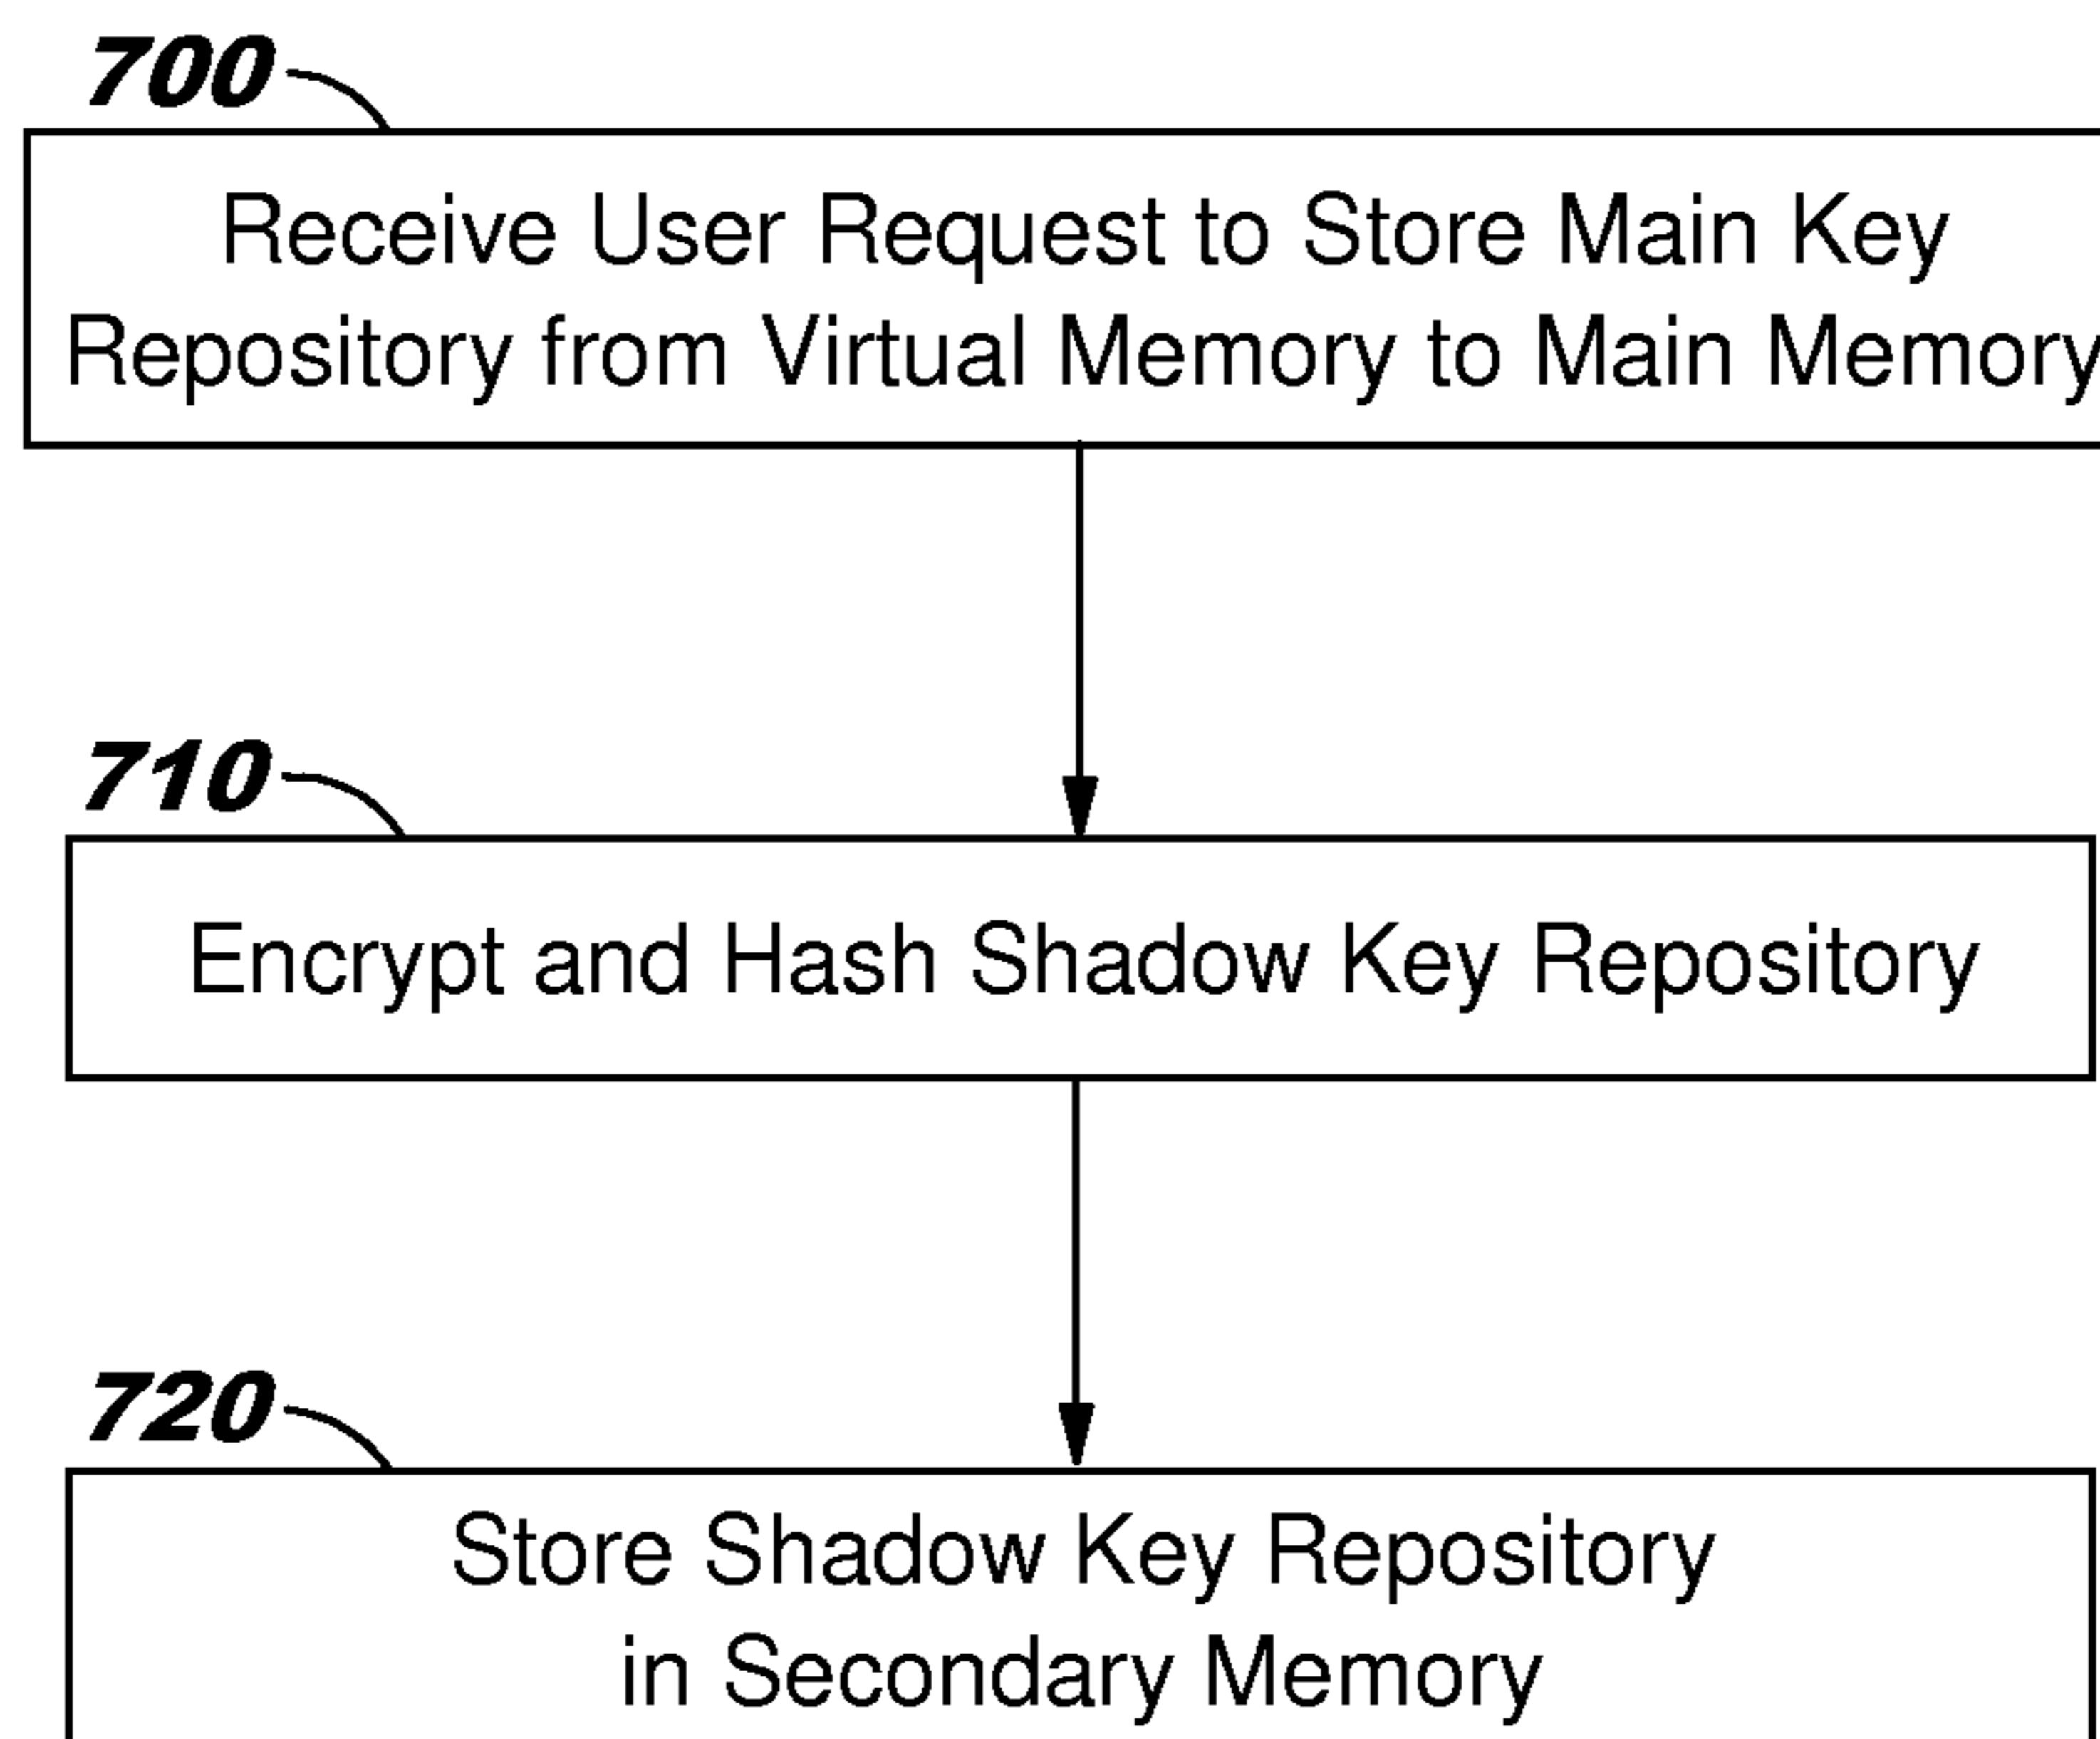 700
Receive User Request to Store Main Key
Repository from Virtual Memory to Main Memory
710
Encrypt and Hash Shadow Key Repository
720
Store Shadow Key Repository
in Secondary Memory